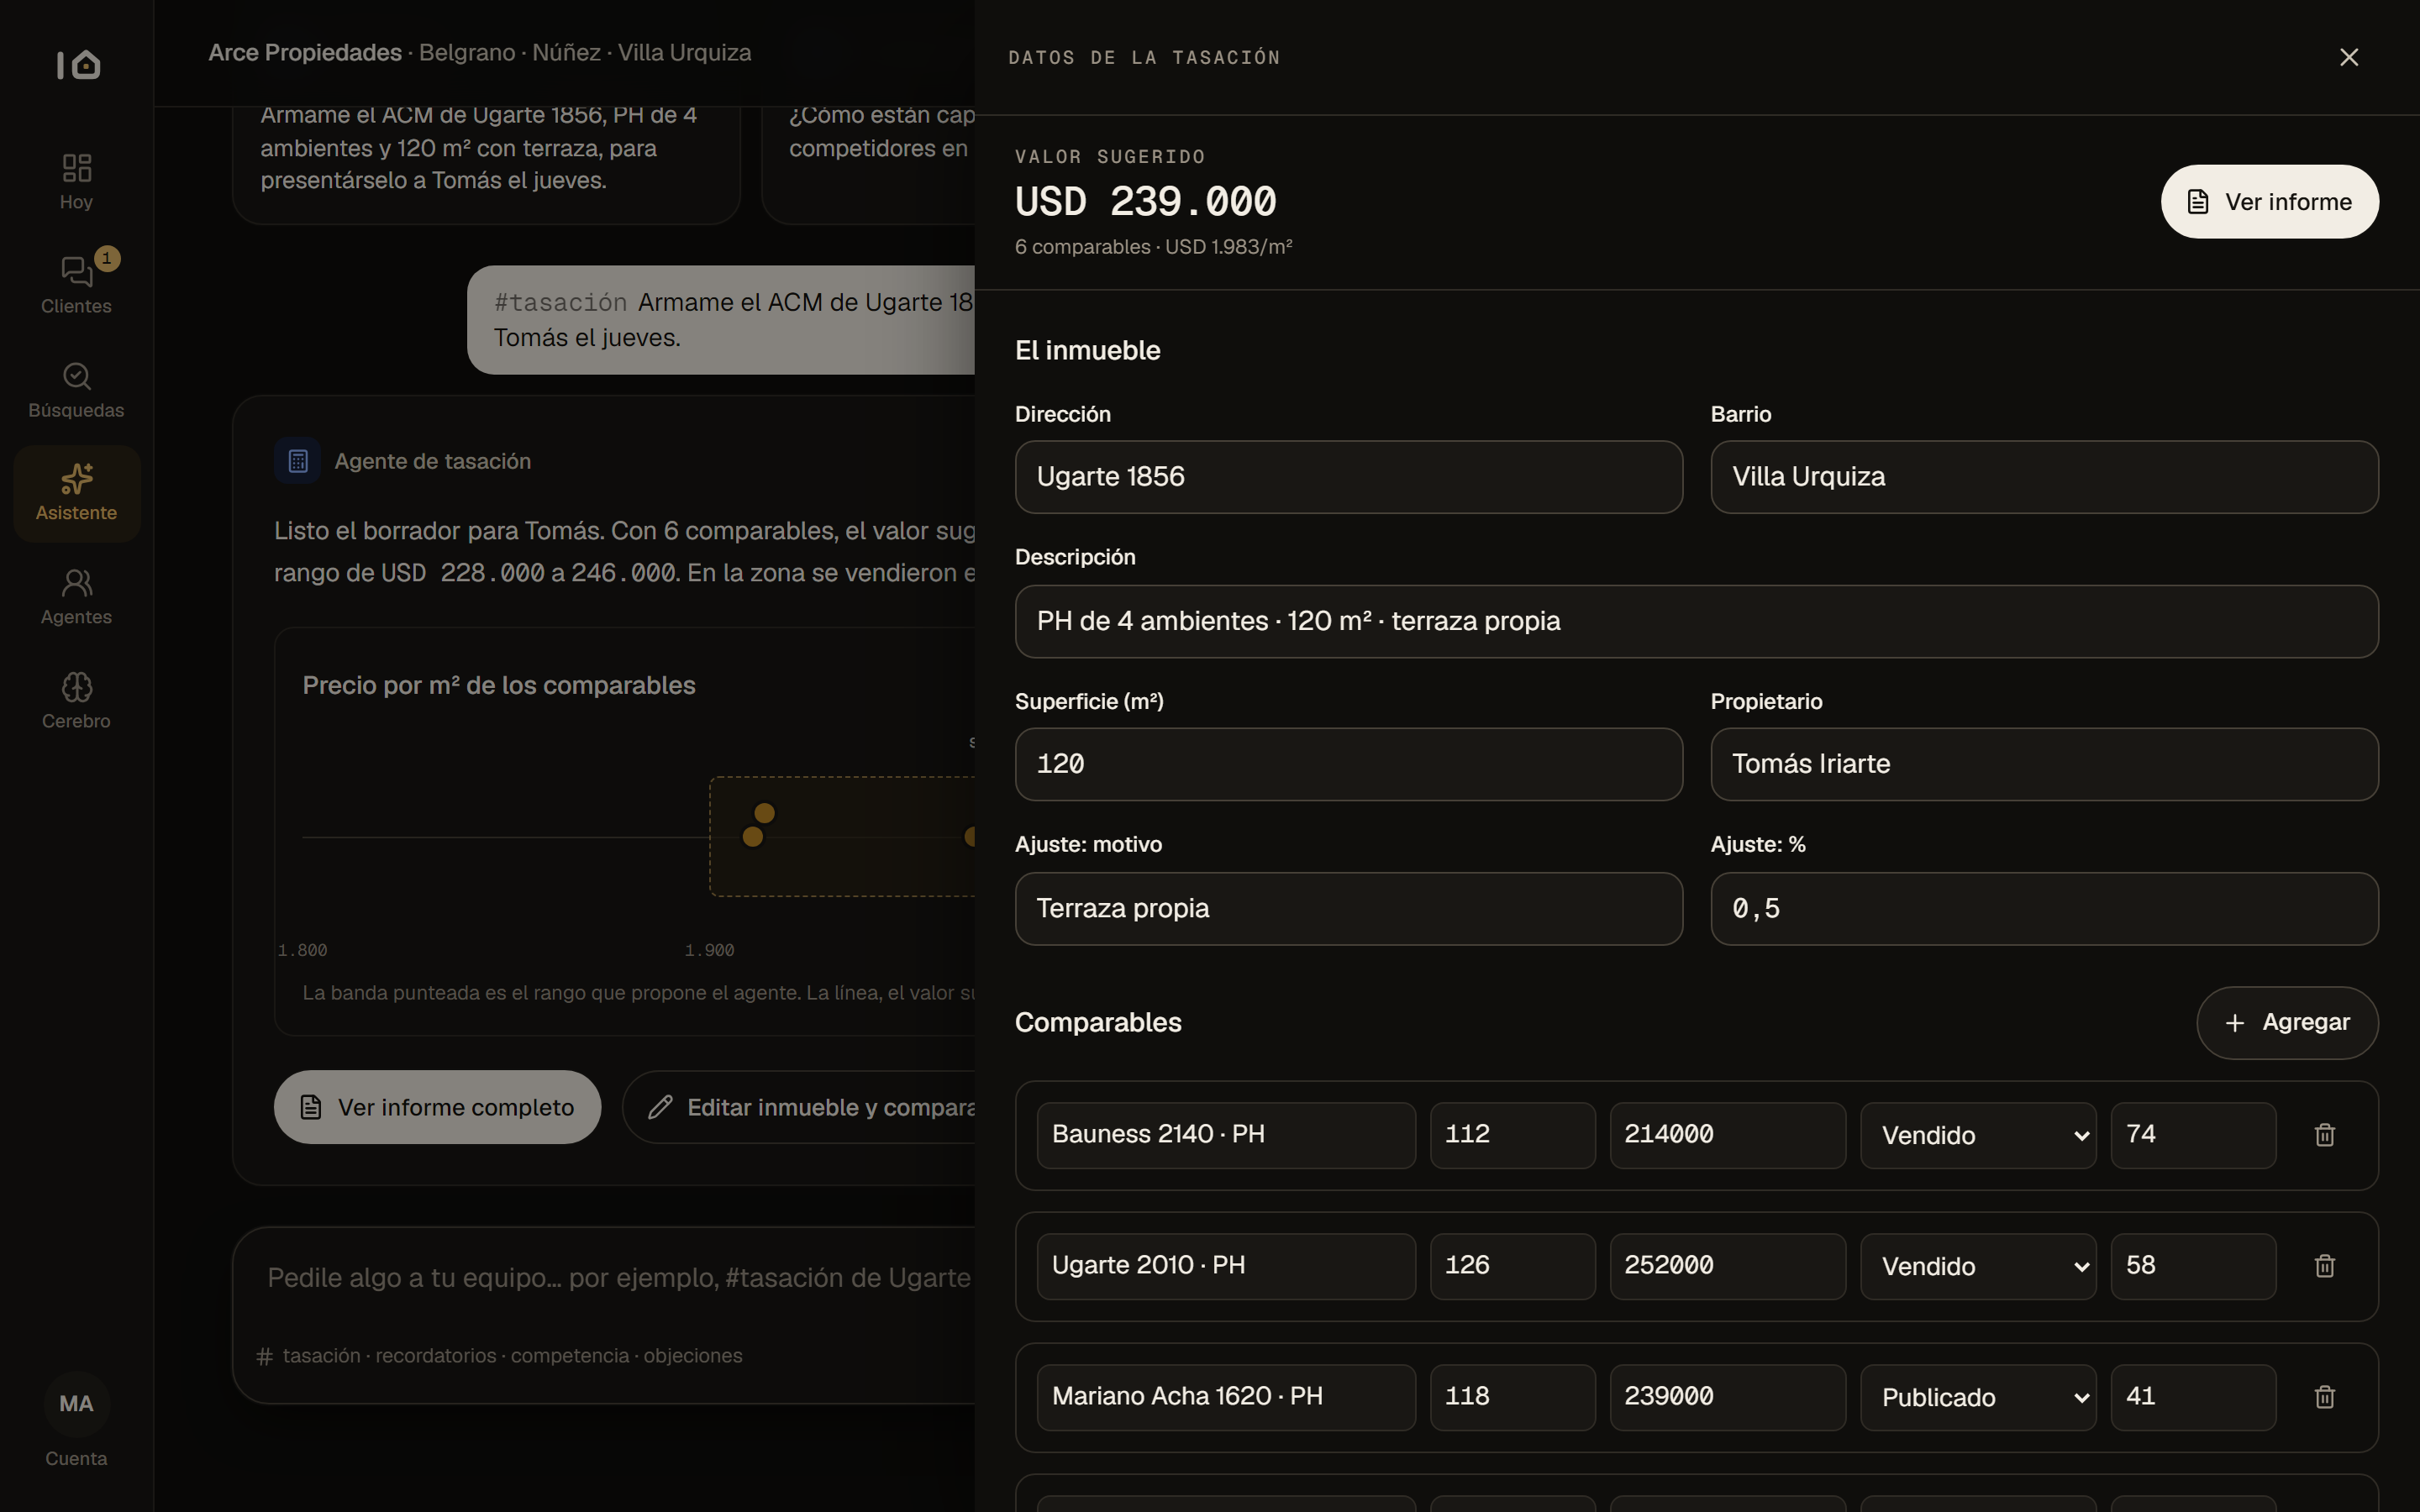 Hoy
1
Clientes
Búsquedas
Asistente
Agentes
Cerebro
MA
Cuenta
Arce Propiedades · Belgrano · Núñez · Villa Urquiza
Armame el ACM de Ugarte 1856, PH de 4
ambientes y 120 m² con terraza, para
presentárselo a Tomás el jueves.
¿Cómo están cap
competidores en
#tasación Armame el ACM de Ugarte 18
Tomás el jueves.
Agente de tasación
Listo el borrador para Tomás. Con 6 comparables, el valor sug
rango de USD 228.000 a 246.000. En la zona se vendieron e
Precio por m² de los comparables
s
1.800
1.900
La banda punteada es el rango que propone el agente. La línea, el valor su
Ver informe completo
Editar inmueble y compara
Pedile algo a tu equipo... por ejemplo, #tasación de Ugarte
# tasación · recordatorios · competencia · objeciones
DATOS DE LA TASACIÓN
VALOR SUGERIDO
USD 239.000
6 comparables · USD 1.983/m²
Ver informe
El inmueble
Dirección
Ugarte 1856
Barrio
Villa Urquiza
Descripción
PH de 4 ambientes · 120 m² · terraza propia
Superficie (m²)
120
Propietario
Tomás Iriarte
Ajuste: motivo
Terraza propia
Ajuste: %
0,5
Comparables
+ Agregar
Bauness 2140 · PH 112 214000 Vendido 74
Ugarte 2010 · PH 126 252000 Vendido 58
Mariano Acha 1620 · PH 118 239000 Publicado 41